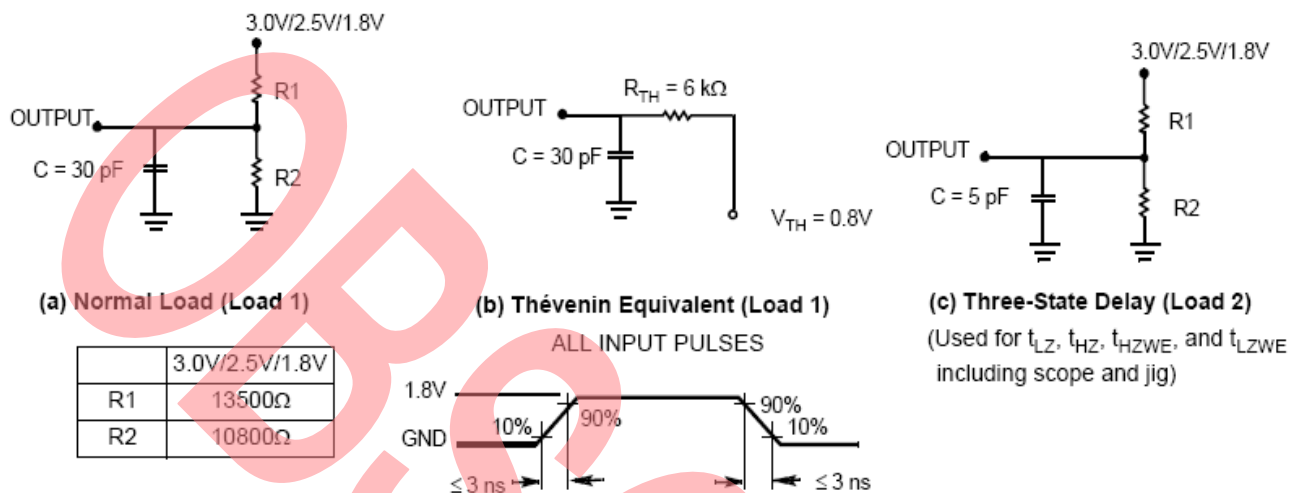 3.0V/2.5V/1.8V
R1
OUTPUT
C = 30 pF
R2
(a) Normal Load (Load 1)
R_TH = 6 kΩ
OUTPUT
C = 30 pF
V_TH = 0.8V
(b) Thévenin Equivalent (Load 1)
3.0V/2.5V/1.8V
R1
OUTPUT
C = 5 pF
R2
(c) Three-State Delay (Load 2)
(Used for t_LZ, t_HZ, t_HZWE, and t_LZWE
including scope and jig)
3.0V/2.5V/1.8V
R1 13500Ω
R2 10800Ω
ALL INPUT PULSES
1.8V
GND
10%
90%
90%
10%
≤ 3 ns
≤ 3 ns